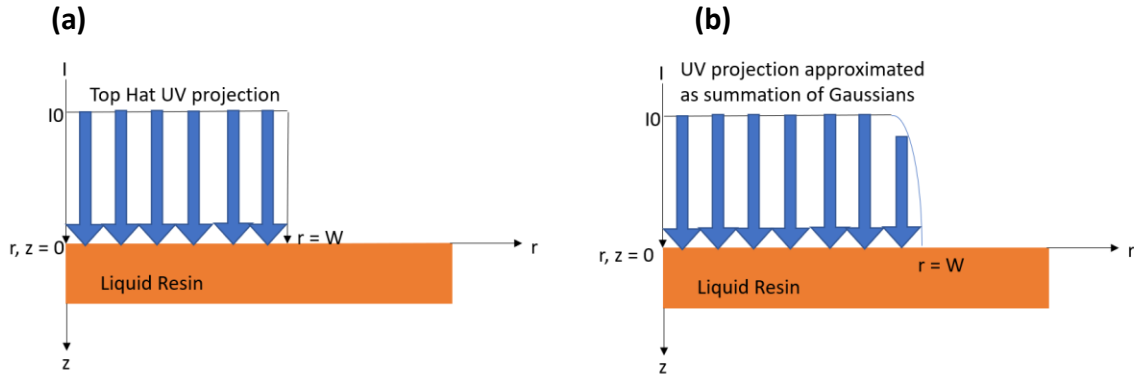 (a)
I
Top Hat UV projection
I0
r, z = 0
r = W
r
Liquid Resin
z
(b)
I
UV projection approximated
as summation of Gaussians
I0
r, z = 0
r = W
r
Liquid Resin
z